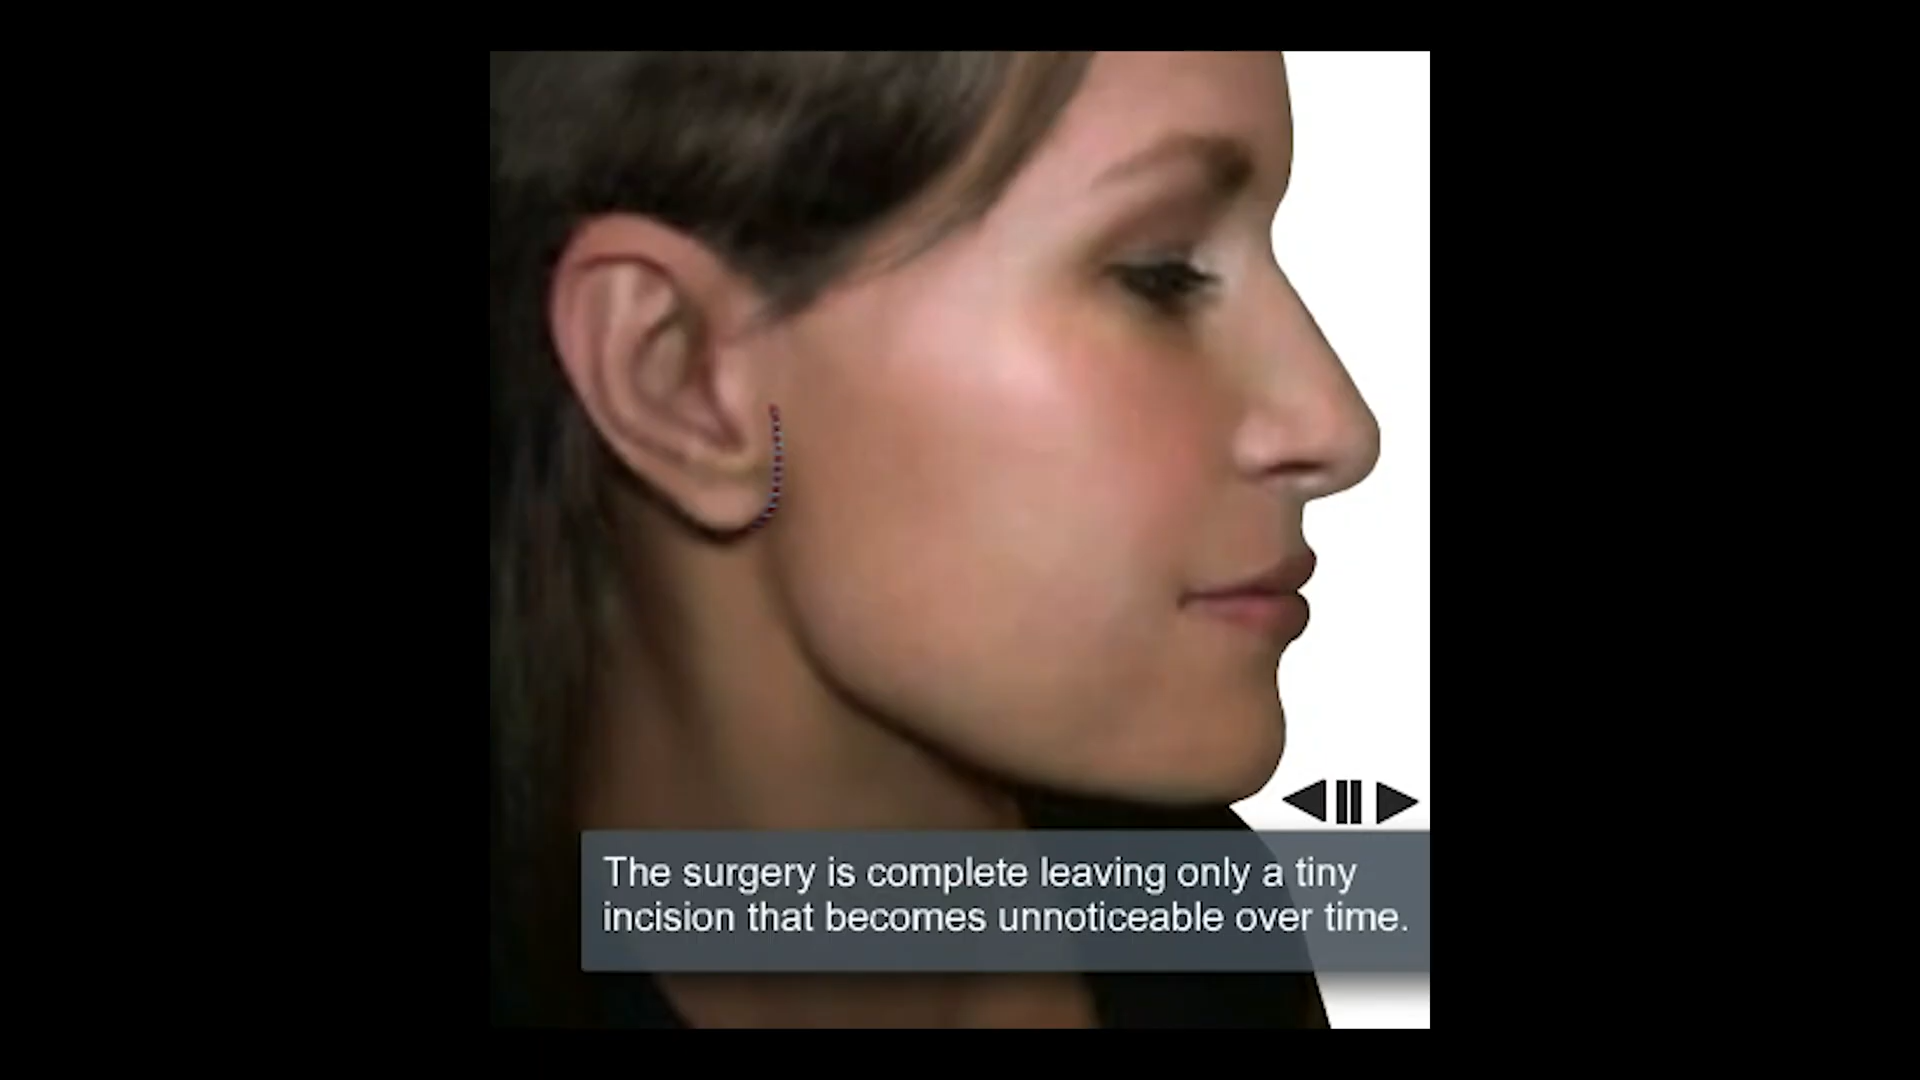 The surgery is complete leaving only a tiny
incision that becomes unnoticeable over time.